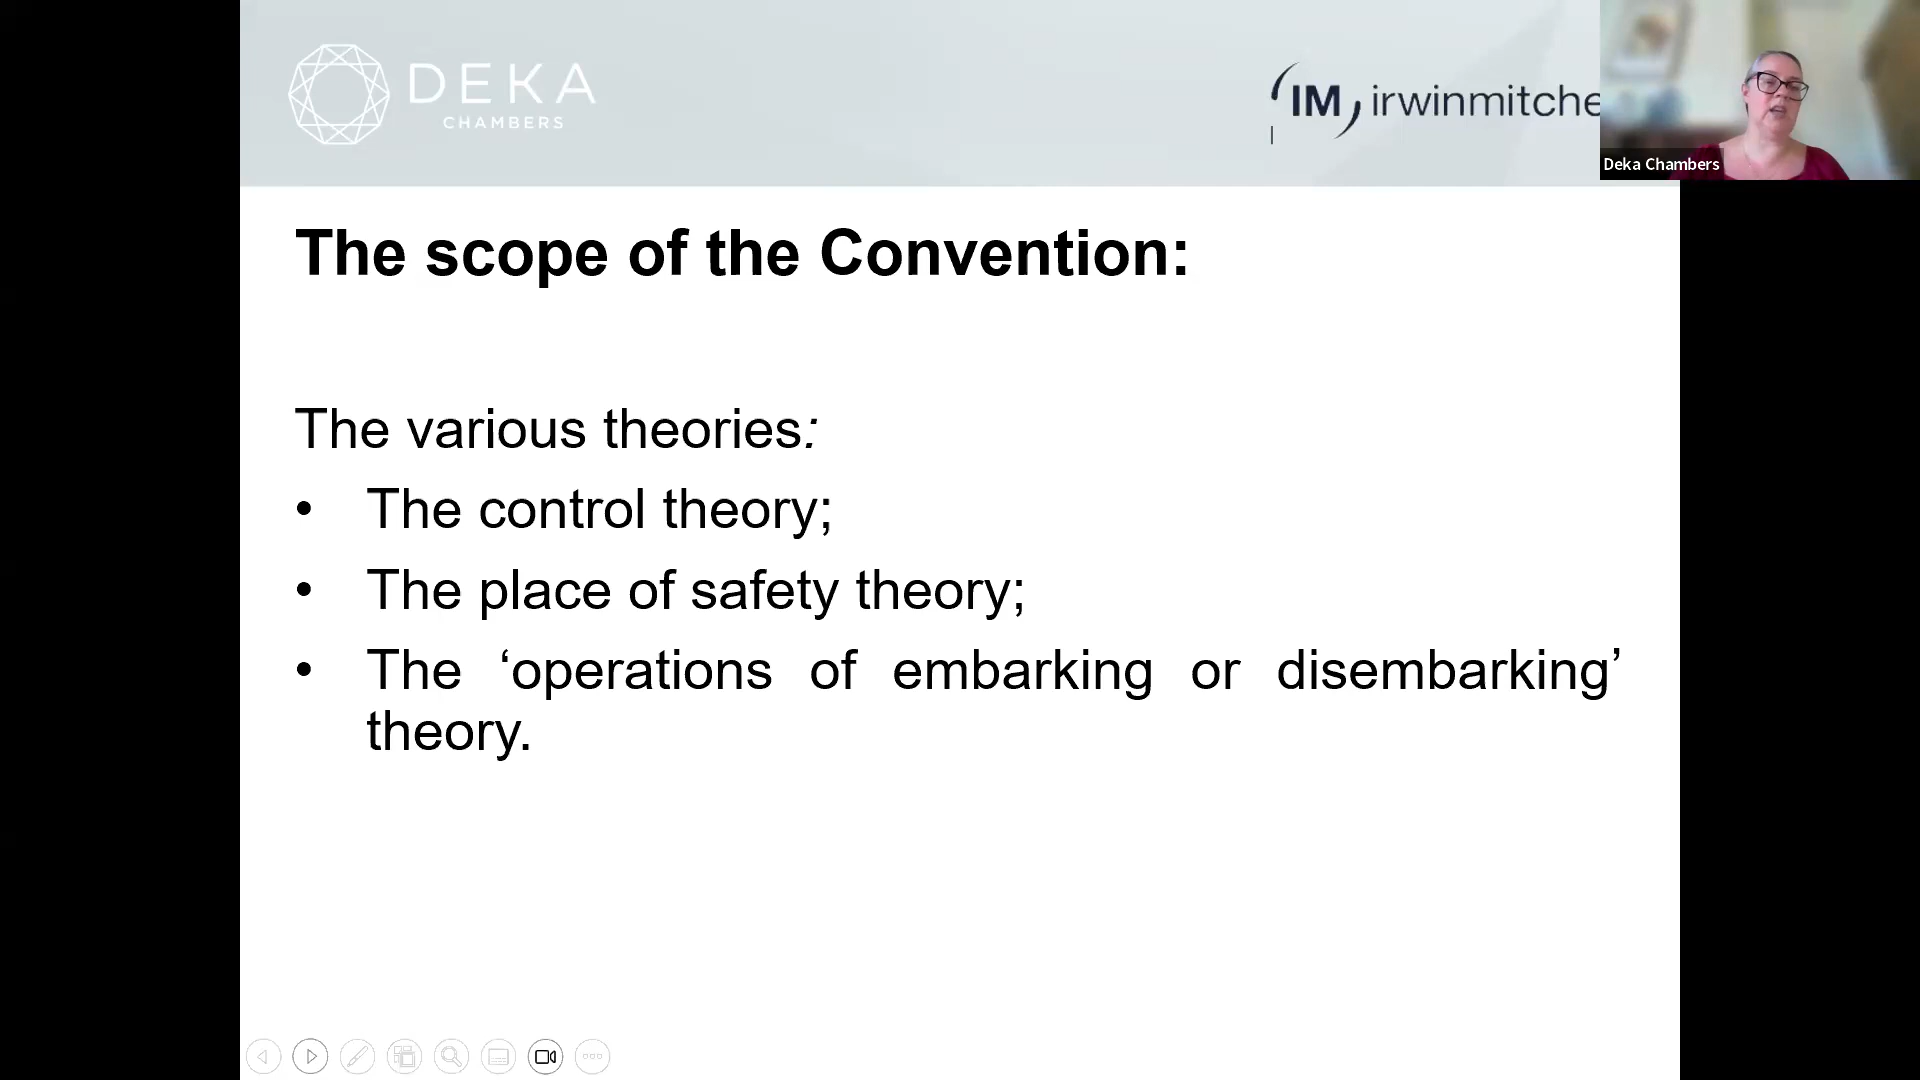 DEKA
CHAMBERS
IM irwinmitche
Deka Chambers
The scope of the Convention:
The various theories:
• The control theory;
• The place of safety theory;
• The ‘operations of embarking or disembarking’
theory.